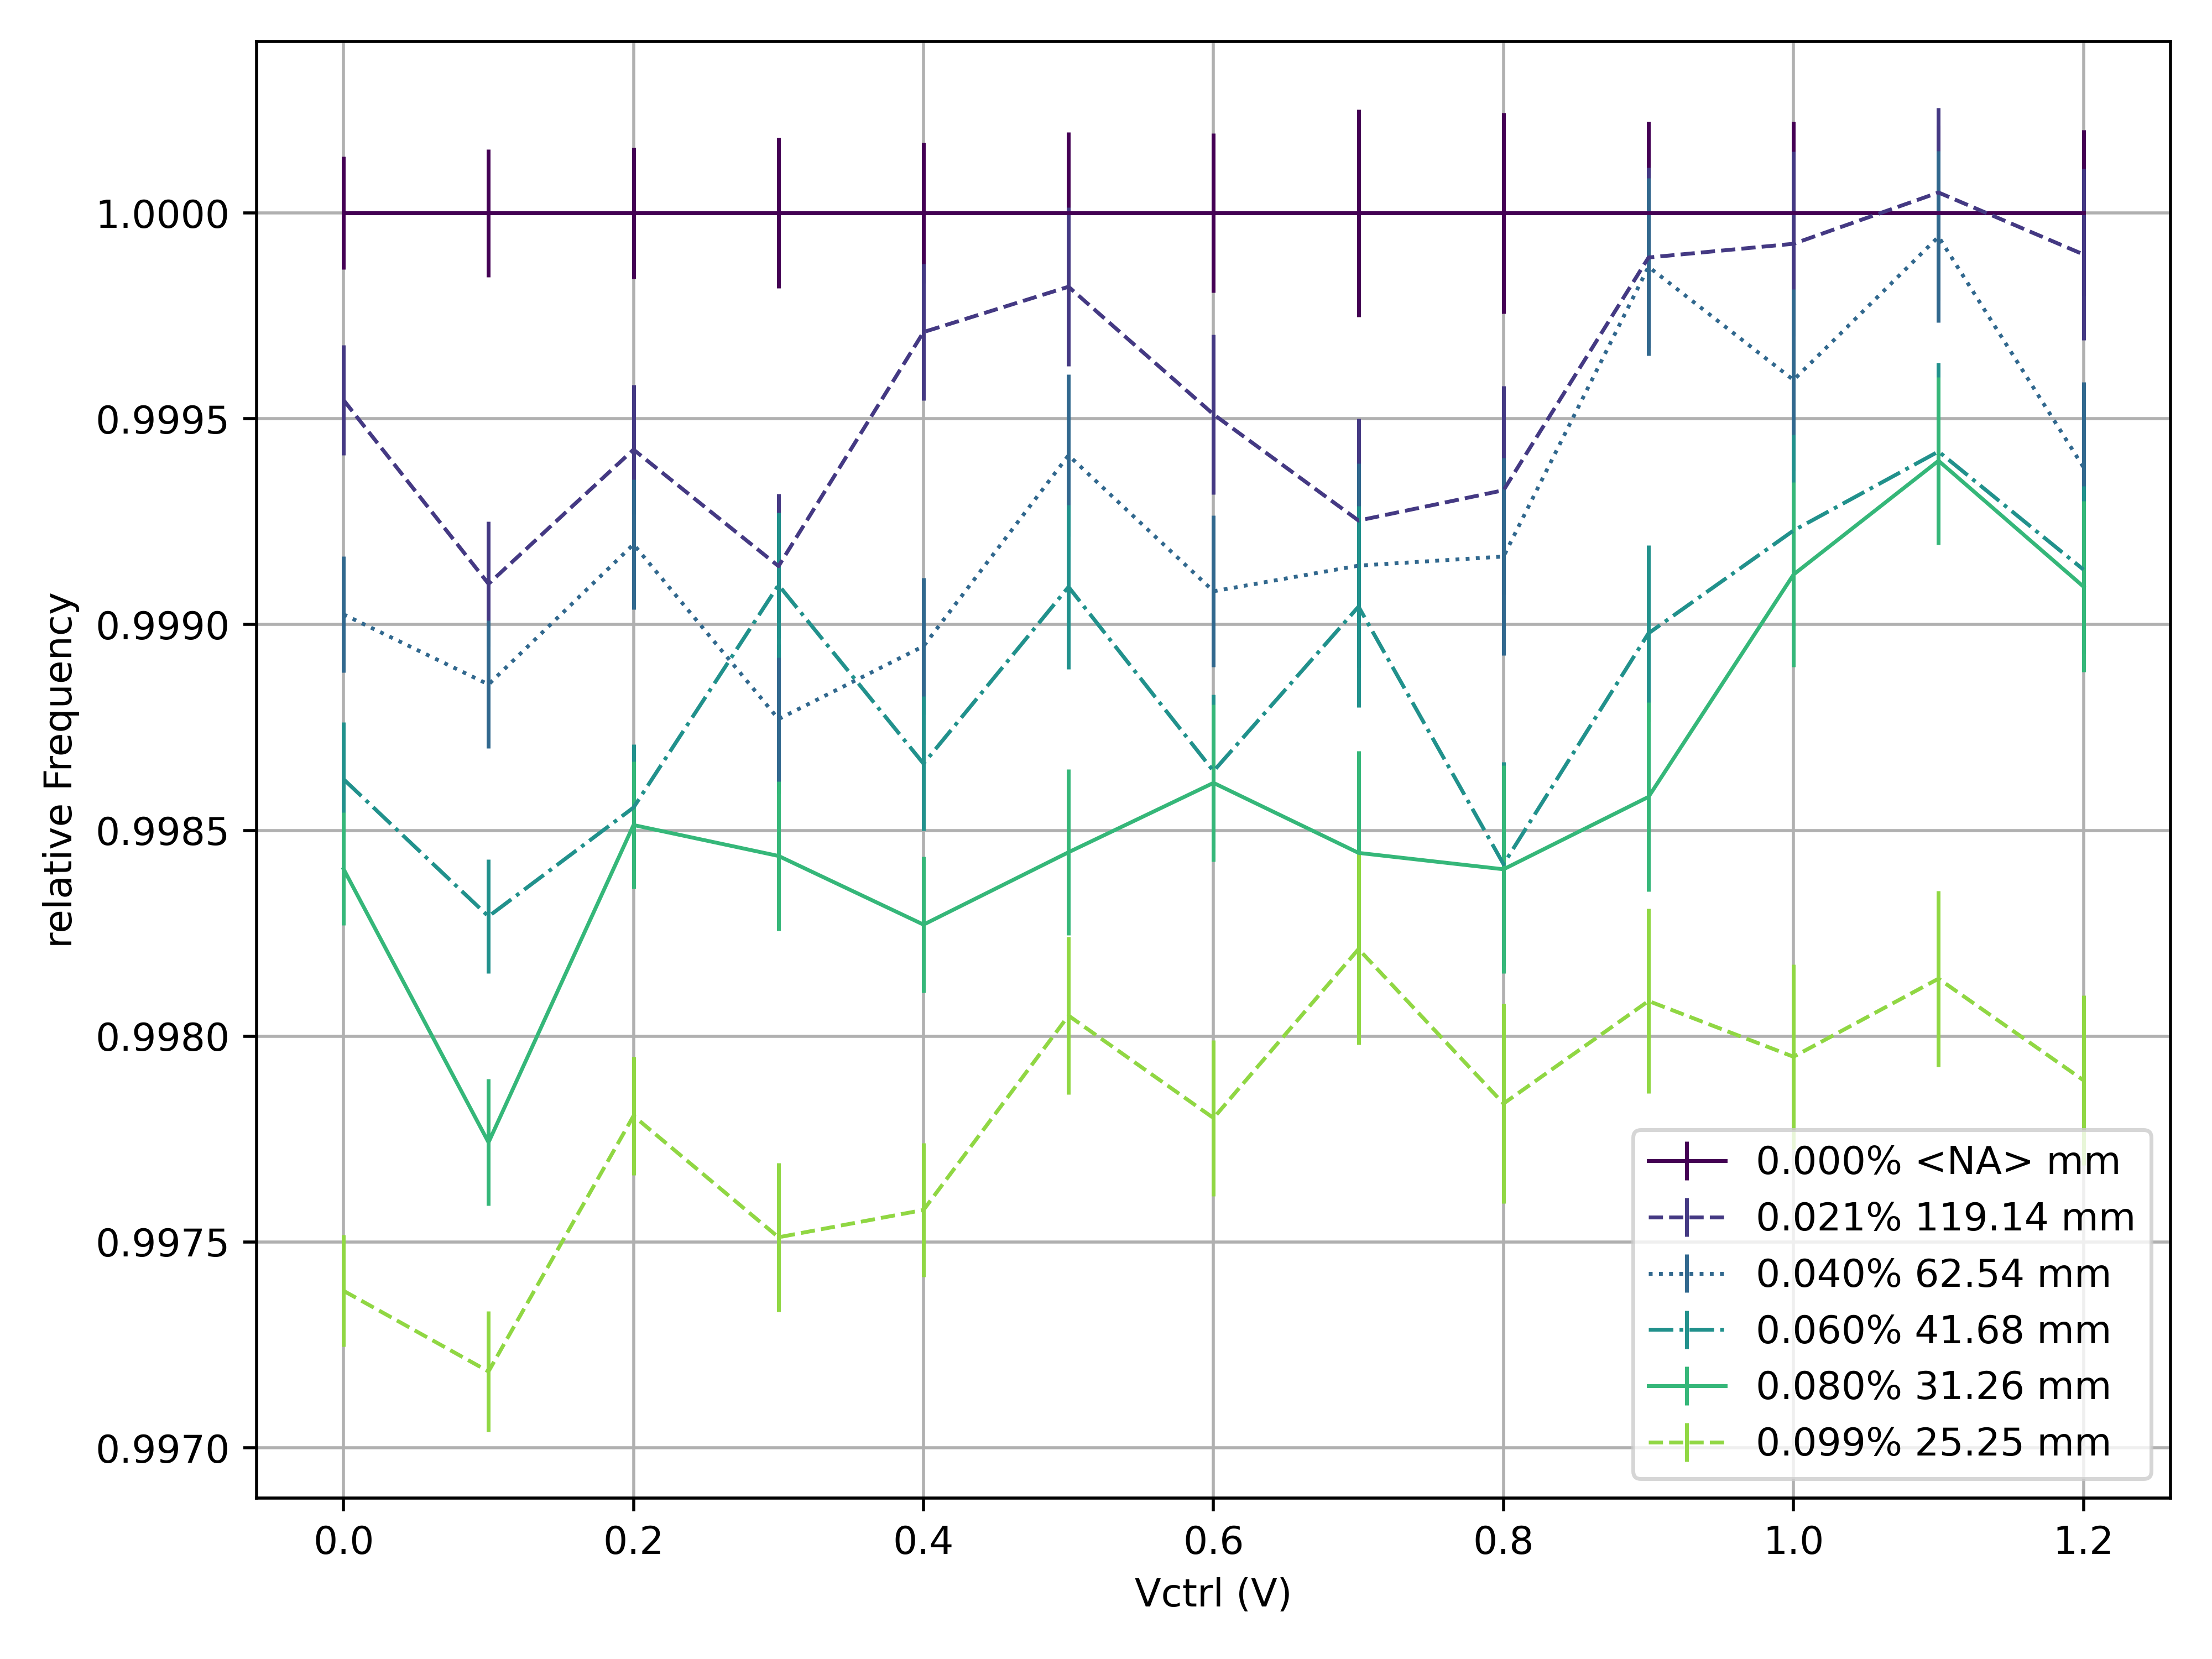 1.0000
0.9995
0.9990
0.9985
0.9980
0.9975
0.9970
relative Frequency
0.0 0.2 0.4 0.6 0.8 1.0 1.2
Vctrl (V)
0.000% <NA> mm
0.021% 119.14 mm
0.040% 62.54 mm
0.060% 41.68 mm
0.080% 31.26 mm
0.099% 25.25 mm